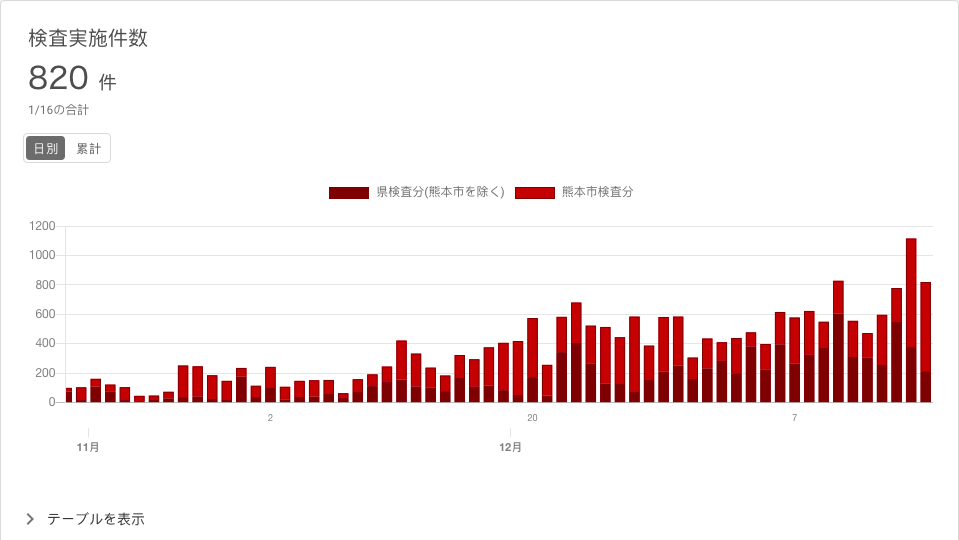 検査実施件数
820 件
1/16の合計
日別 累計
県検査分(熊本市を除く) 熊本市検査分
1200
1000
800
600
400
200
0
2 20 7
11月 12月
テーブルを表示